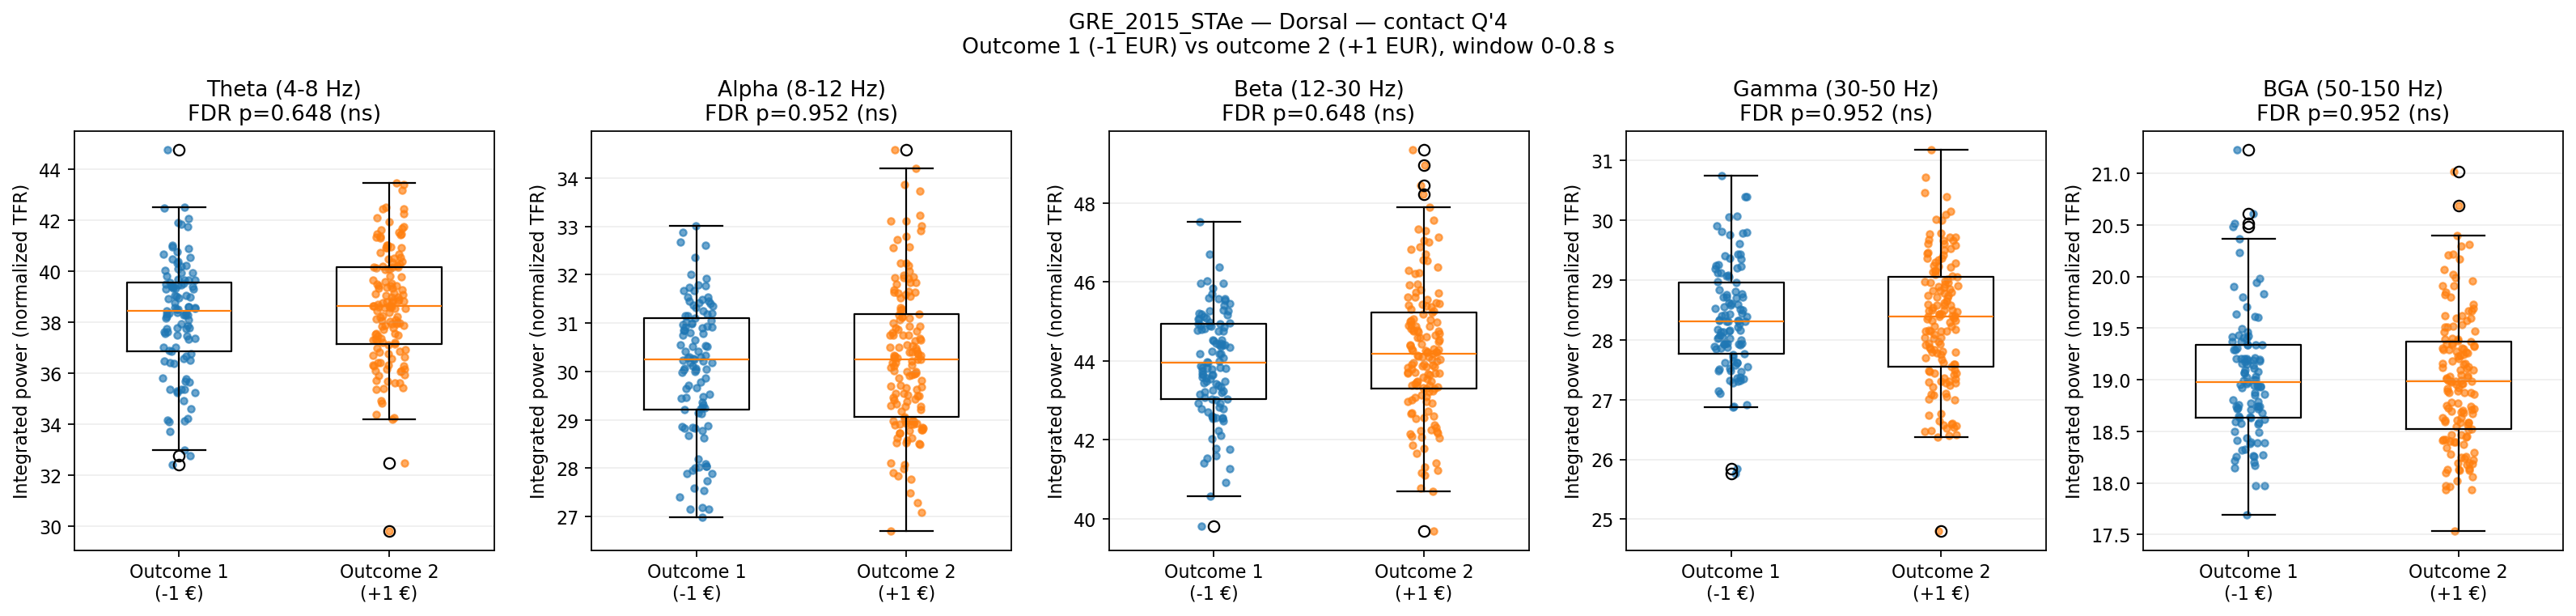 GRE_2015_STAe — Dorsal — contact Q'4
Outcome 1 (-1 EUR) vs outcome 2 (+1 EUR), window 0-0.8 s
Theta (4-8 Hz)
FDR p=0.648 (ns)
Integrated power (normalized TFR)
44
42
40
38
36
34
32
30
Outcome 1
(-1 €)
Outcome 2
(+1 €)
Alpha (8-12 Hz)
FDR p=0.952 (ns)
Integrated power (normalized TFR)
34
33
32
31
30
29
28
27
Outcome 1
(-1 €)
Outcome 2
(+1 €)
Beta (12-30 Hz)
FDR p=0.648 (ns)
Integrated power (normalized TFR)
48
46
44
42
40
Outcome 1
(-1 €)
Outcome 2
(+1 €)
Gamma (30-50 Hz)
FDR p=0.952 (ns)
Integrated power (normalized TFR)
31
30
29
28
27
26
25
Outcome 1
(-1 €)
Outcome 2
(+1 €)
BGA (50-150 Hz)
FDR p=0.952 (ns)
Integrated power (normalized TFR)
21.0
20.5
20.0
19.5
19.0
18.5
18.0
17.5
Outcome 1
(-1 €)
Outcome 2
(+1 €)